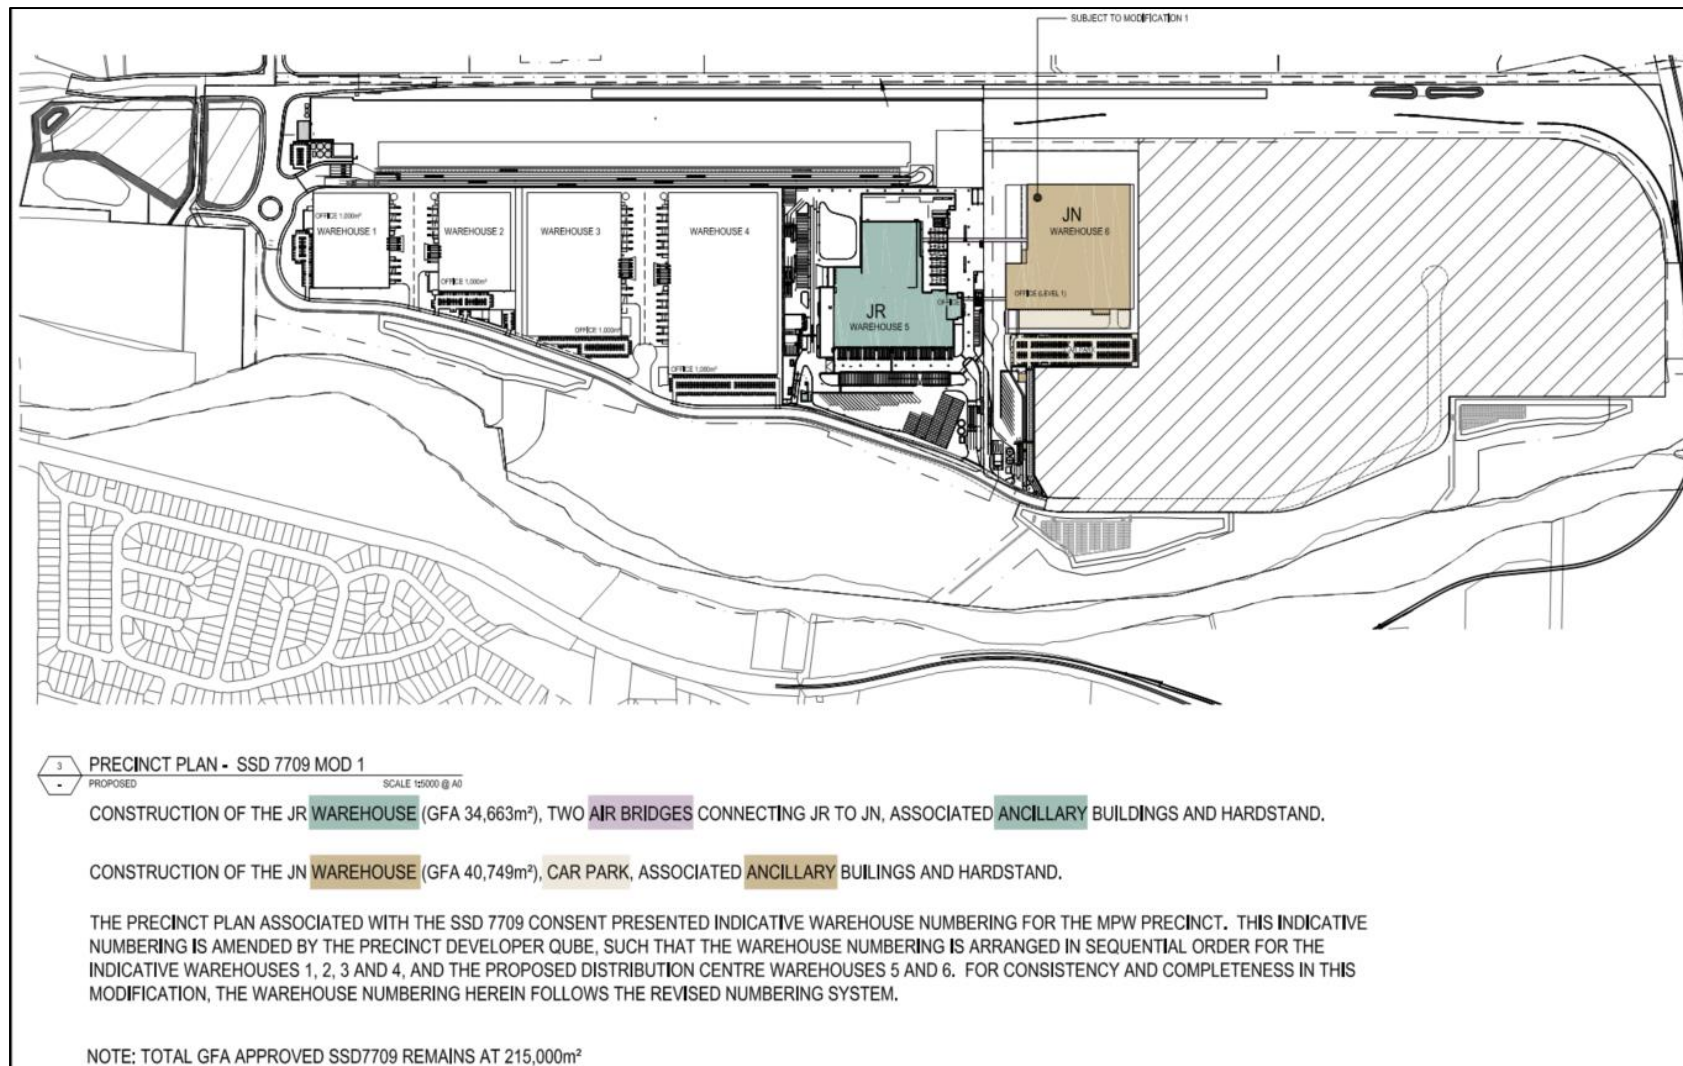 SUBJECT TO MODIFICATION 1
OFFICE 1,000m²
WAREHOUSE 1
WAREHOUSE 2
OFFICE 1,000m²
WAREHOUSE 3
OFFICE 1,000m²
WAREHOUSE 4
OFFICE 1,000m²
OFFICE
JR
WAREHOUSE 5
JN
WAREHOUSE 6
OFFICE (LEVEL 1)
3
-
PRECINCT PLAN - SSD 7709 MOD 1
PROPOSED SCALE 1:5000 @ A0
CONSTRUCTION OF THE JR WAREHOUSE (GFA 34,663m²), TWO AIR BRIDGES CONNECTING JR TO JN, ASSOCIATED ANCILLARY BUILDINGS AND HARDSTAND.
CONSTRUCTION OF THE JN WAREHOUSE (GFA 40,749m²), CAR PARK, ASSOCIATED ANCILLARY BUILINGS AND HARDSTAND.
THE PRECINCT PLAN ASSOCIATED WITH THE SSD 7709 CONSENT PRESENTED INDICATIVE WAREHOUSE NUMBERING FOR THE MPW PRECINCT. THIS INDICATIVE
NUMBERING IS AMENDED BY THE PRECINCT DEVELOPER QUBE, SUCH THAT THE WAREHOUSE NUMBERING IS ARRANGED IN SEQUENTIAL ORDER FOR THE
INDICATIVE WAREHOUSES 1, 2, 3 AND 4, AND THE PROPOSED DISTRIBUTION CENTRE WAREHOUSES 5 AND 6. FOR CONSISTENCY AND COMPLETENESS IN THIS
MODIFICATION, THE WAREHOUSE NUMBERING HEREIN FOLLOWS THE REVISED NUMBERING SYSTEM.
NOTE: TOTAL GFA APPROVED SSD7709 REMAINS AT 215,000m²